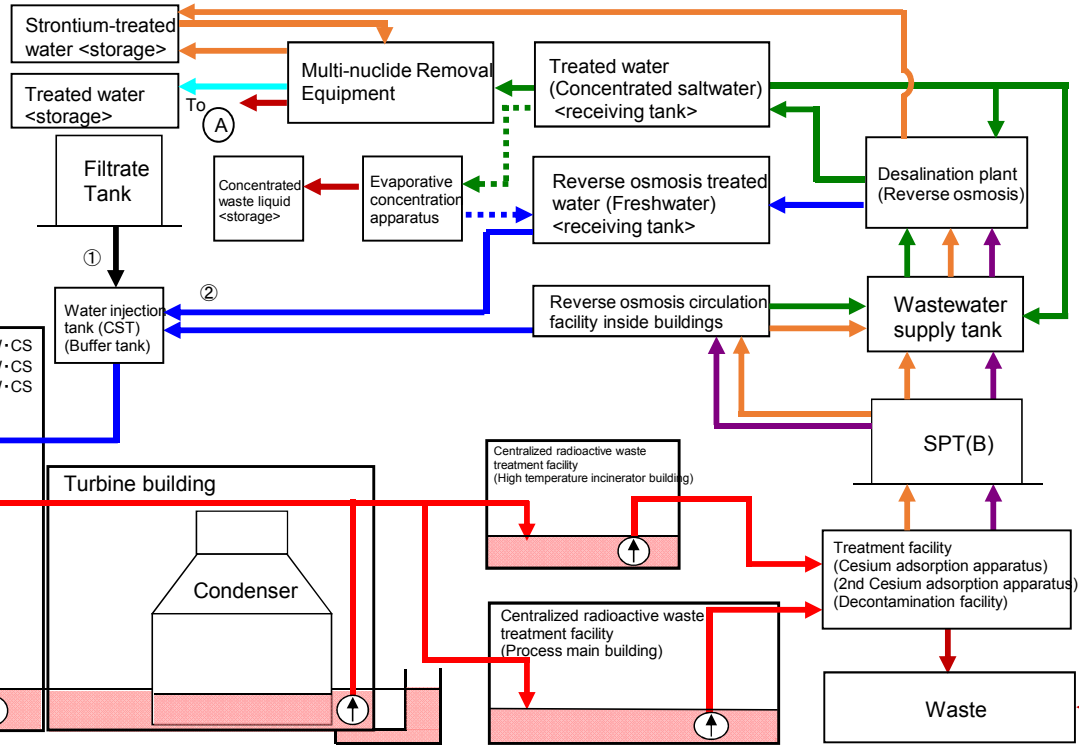 Strontium-treated
water <storage>
Treated water
<storage>
To
A
Multi-nuclide Removal
Equipment
Treated water
(Concentrated saltwater)
<receiving tank>
Filtrate
Tank
Concentrated
waste liquid
<storage>
Evaporative
concentration
apparatus
Reverse osmosis treated
water (Freshwater)
<receiving tank>
Desalination plant
(Reverse osmosis)
①
②
Water injection
tank (CST)
(Buffer tank)
Reverse osmosis circulation
facility inside buildings
Wastewater
supply tank
・CS
・CS
・CS
SPT(B)
Turbine building
Condenser
Centralized radioactive waste
treatment facility
(High temperature incinerator building)
Centralized radioactive waste
treatment facility
(Process main building)
Treatment facility
(Cesium adsorption apparatus)
(2nd Cesium adsorption apparatus)
(Decontamination facility)
Waste